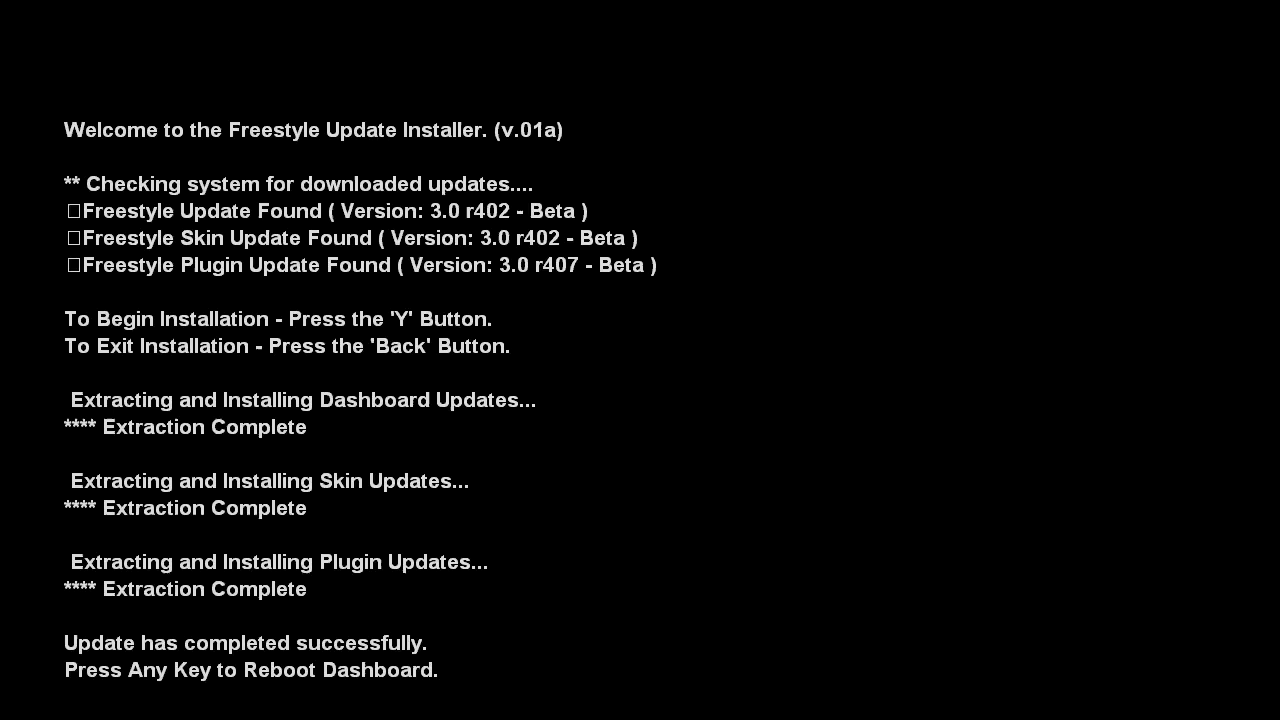 Welcome to the Freestyle Update Installer. (v.01a)
** Checking system for downloaded updates....
□Freestyle Update Found ( Version: 3.0 r402 - Beta )
□Freestyle Skin Update Found ( Version: 3.0 r402 - Beta )
□Freestyle Plugin Update Found ( Version: 3.0 r407 - Beta )
To Begin Installation - Press the 'Y' Button.
To Exit Installation - Press the 'Back' Button.
Extracting and Installing Dashboard Updates...
**** Extraction Complete
Extracting and Installing Skin Updates...
**** Extraction Complete
Extracting and Installing Plugin Updates...
**** Extraction Complete
Update has completed successfully.
Press Any Key to Reboot Dashboard.